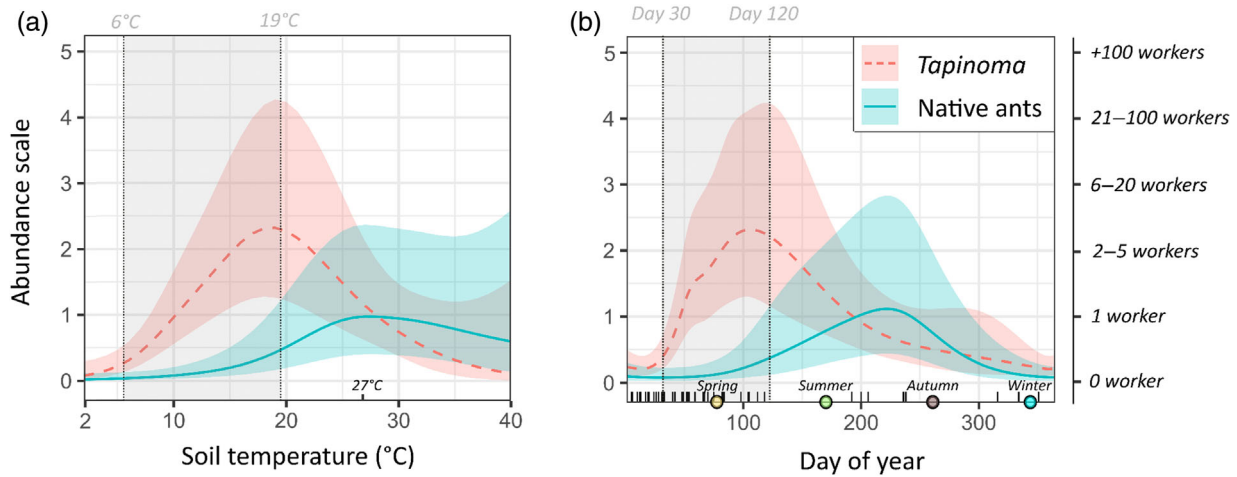 (a)
6°C
19°C
Abundance scale
5
4
3
2
1
0
27°C
2
10
20
30
40
Soil temperature (°C)
(b)
Day 30
Day 120
Tapinoma
Native ants
5
4
3
2
1
0
Spring
Summer
Autumn
Winter
100
200
300
Day of year
+100 workers
21–100 workers
6–20 workers
2–5 workers
1 worker
0 worker